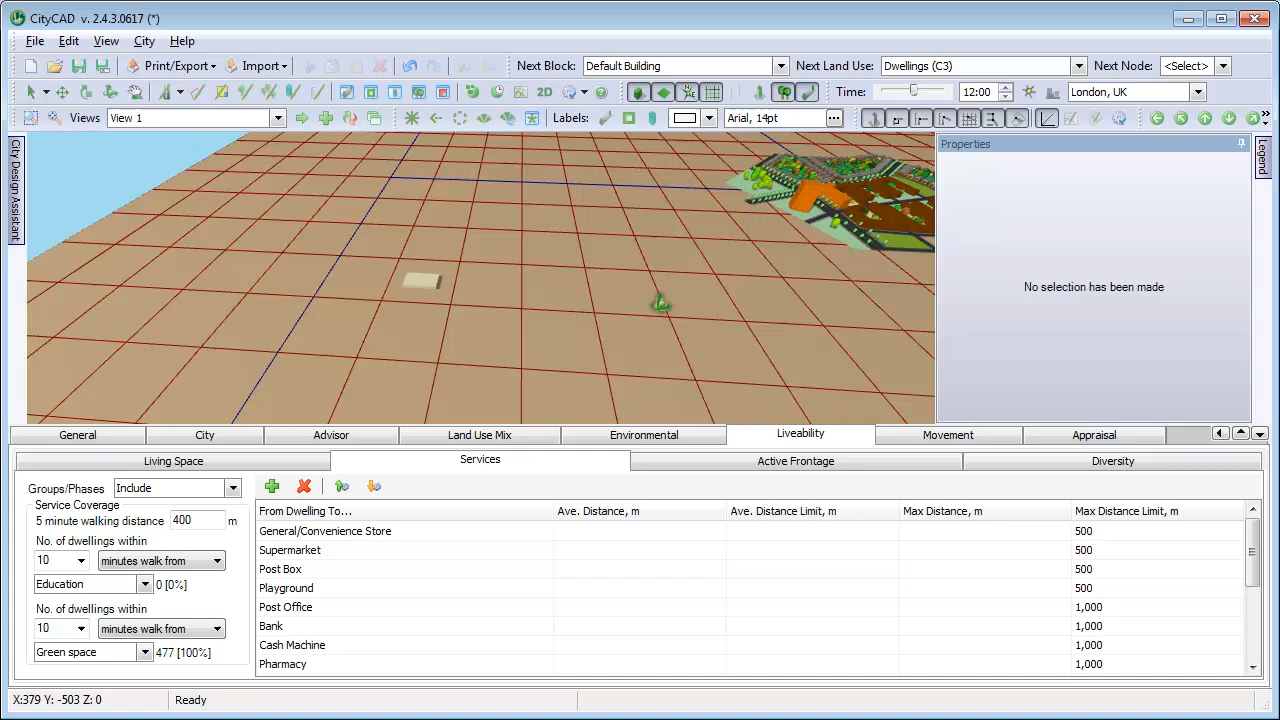 CityCAD v. 2.4.3.0617 (*)
File Edit View City Help
Print/Export Import Next Block: Default Building Next Land Use: Dwellings (C3) Next Node: <Select>
2D Time: 12:00 London, UK
Views View 1 Labels: Arial, 14pt
City Design Assistant
Properties
Legend
No selection has been made
General City Advisor Land Use Mix Environmental Liveability Movement Appraisal
Living Space Services Active Frontage Diversity
Groups/Phases Include
Service Coverage
5 minute walking distance 400 m
No. of dwellings within
10 minutes walk from
Education 0 [0%]
No. of dwellings within
10 minutes walk from
Green space 477 [100%]
From Dwelling To... Ave. Distance, m Ave. Distance Limit, m Max Distance, m Max Distance Limit, m
General/Convenience Store 500
Supermarket 500
Post Box 500
Playground 500
Post Office 1,000
Bank 1,000
Cash Machine 1,000
Pharmacy 1,000
X:379 Y: -503 Z: 0 Ready